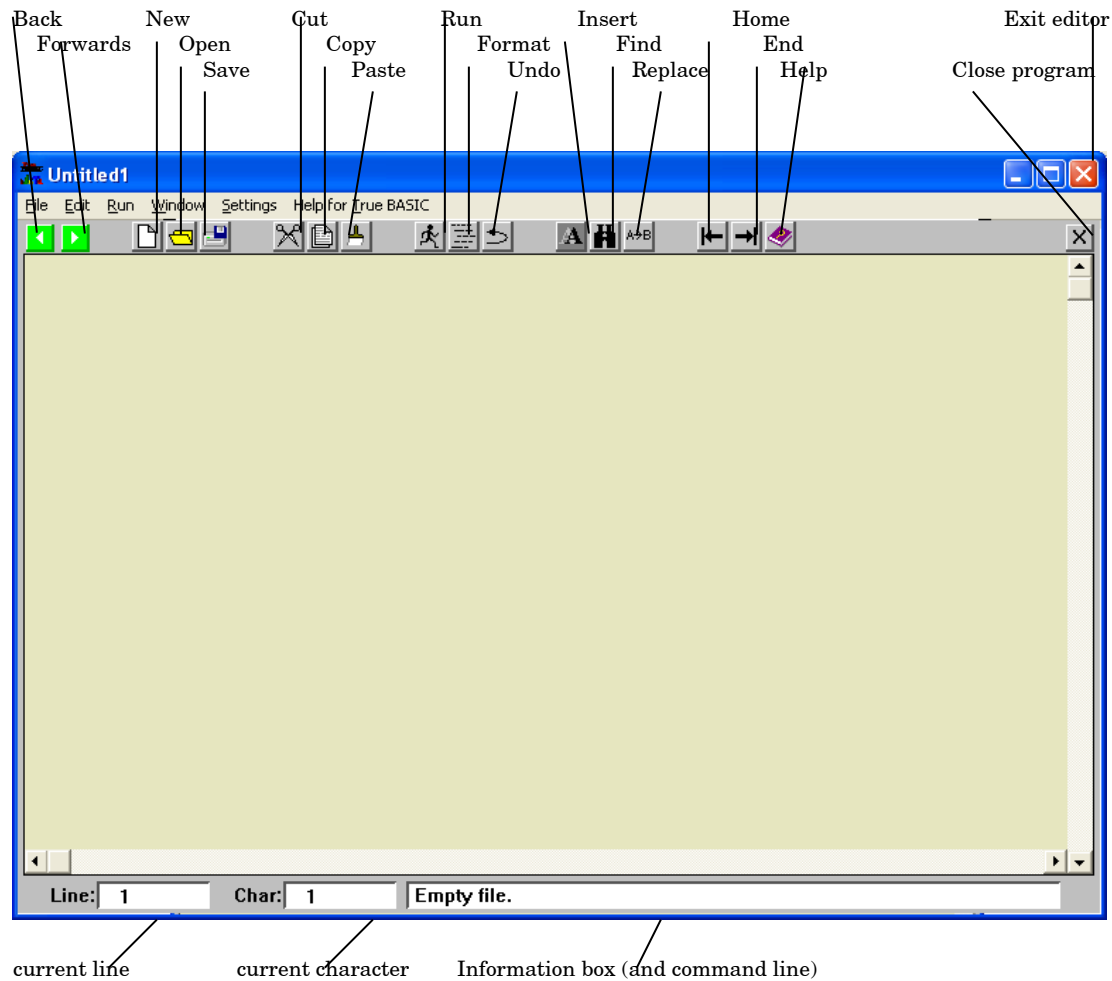 Back New Cut Run Insert Home Exit editor
Forwards Open Copy Format Find End
Save Paste Undo Replace Help Close program
Untitled1
File Edit Run Window Settings Help for True BASIC
A A→B
Line: 1 Char: 1 Empty file.
current line current character Information box (and command line)